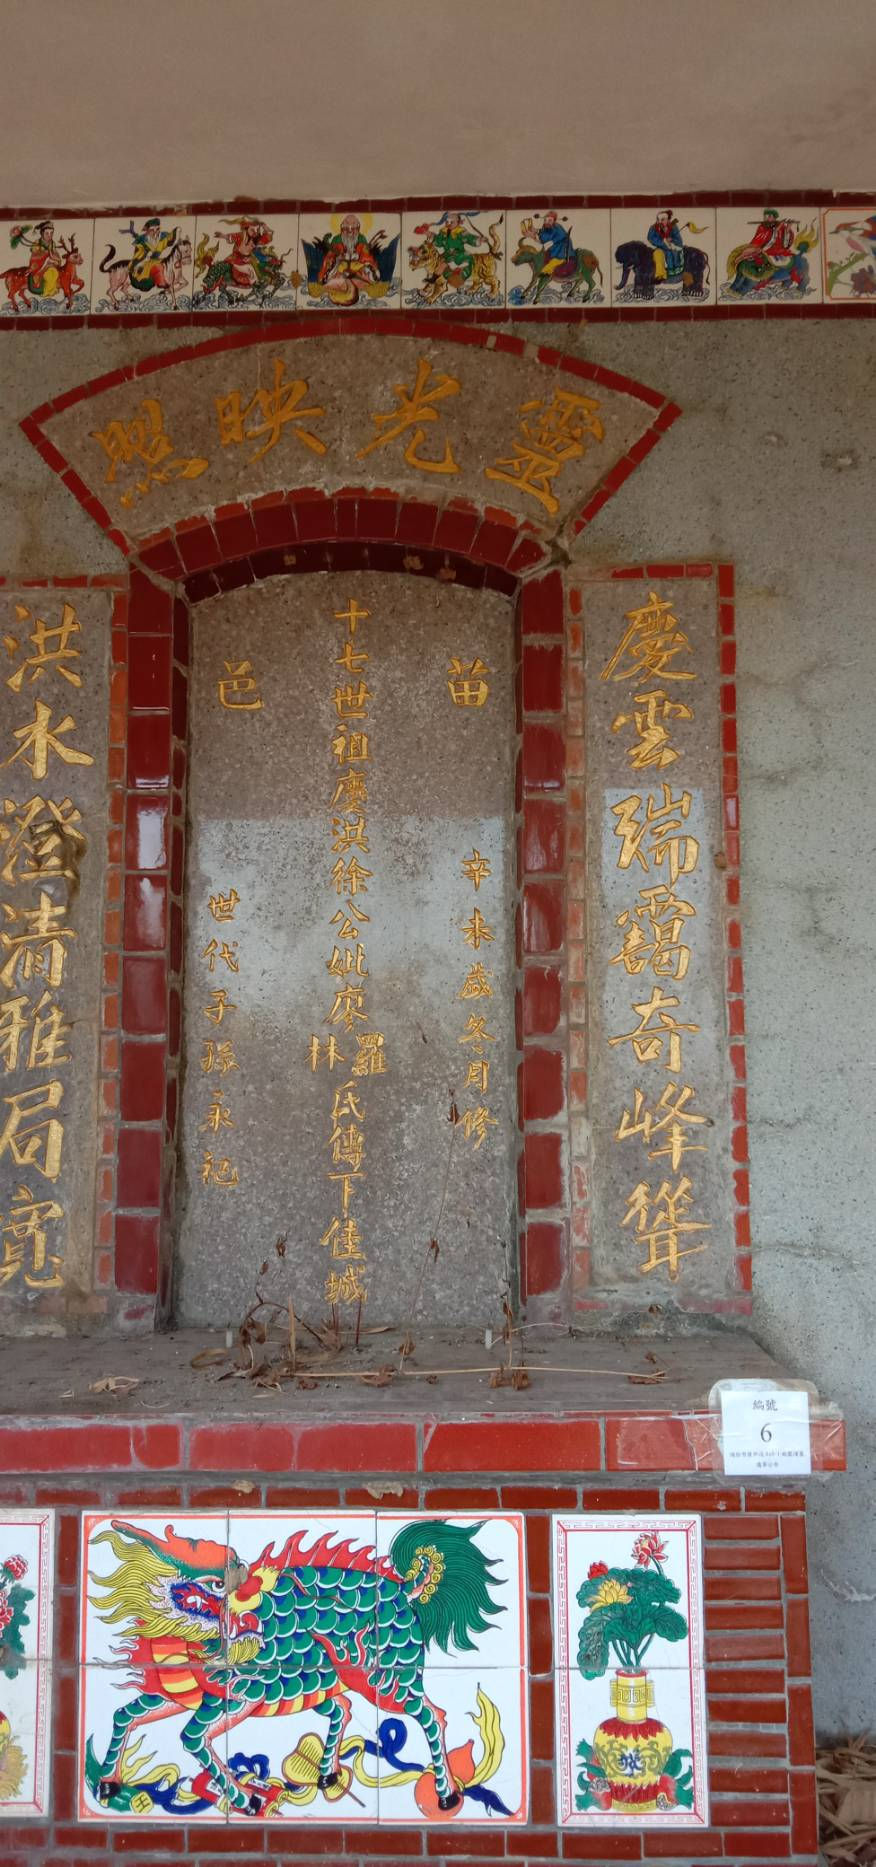 靈光映照
慶雲瑞靄奇峰聳
苗邑
辛未歲冬月修
十七世祖慶洪徐公妣廖羅林氏傳下佳城
世代子孫永祀
洪水澄清雅局寬
編號
6